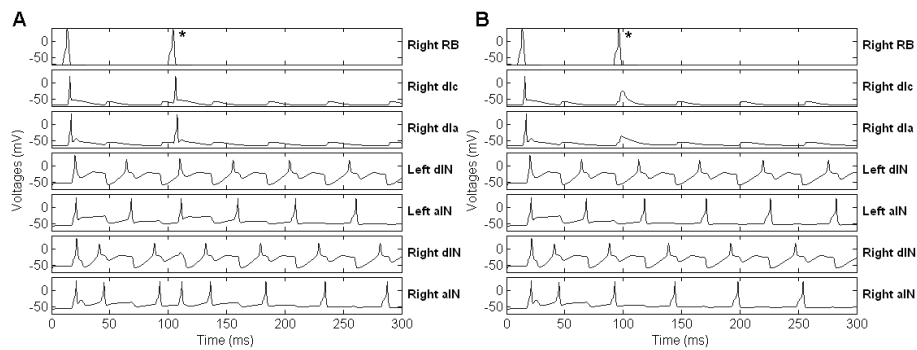 A
B
*
Right RB
*
Right RB
0
-50
0
-50
Right dlc
Right dlc
0
-50
0
-50
Right dla
Right dla
0
-50
0
-50
Voltages (mV)
Voltages (mV)
Left dIN
Left dIN
0
-50
0
-50
Left aIN
Left aIN
0
-50
0
-50
Right dIN
Right dIN
0
-50
0
-50
Right aIN
Right aIN
0
-50
0
-50
0 50 100 150 200 250 300
0 50 100 150 200 250 300
Time (ms)
Time (ms)